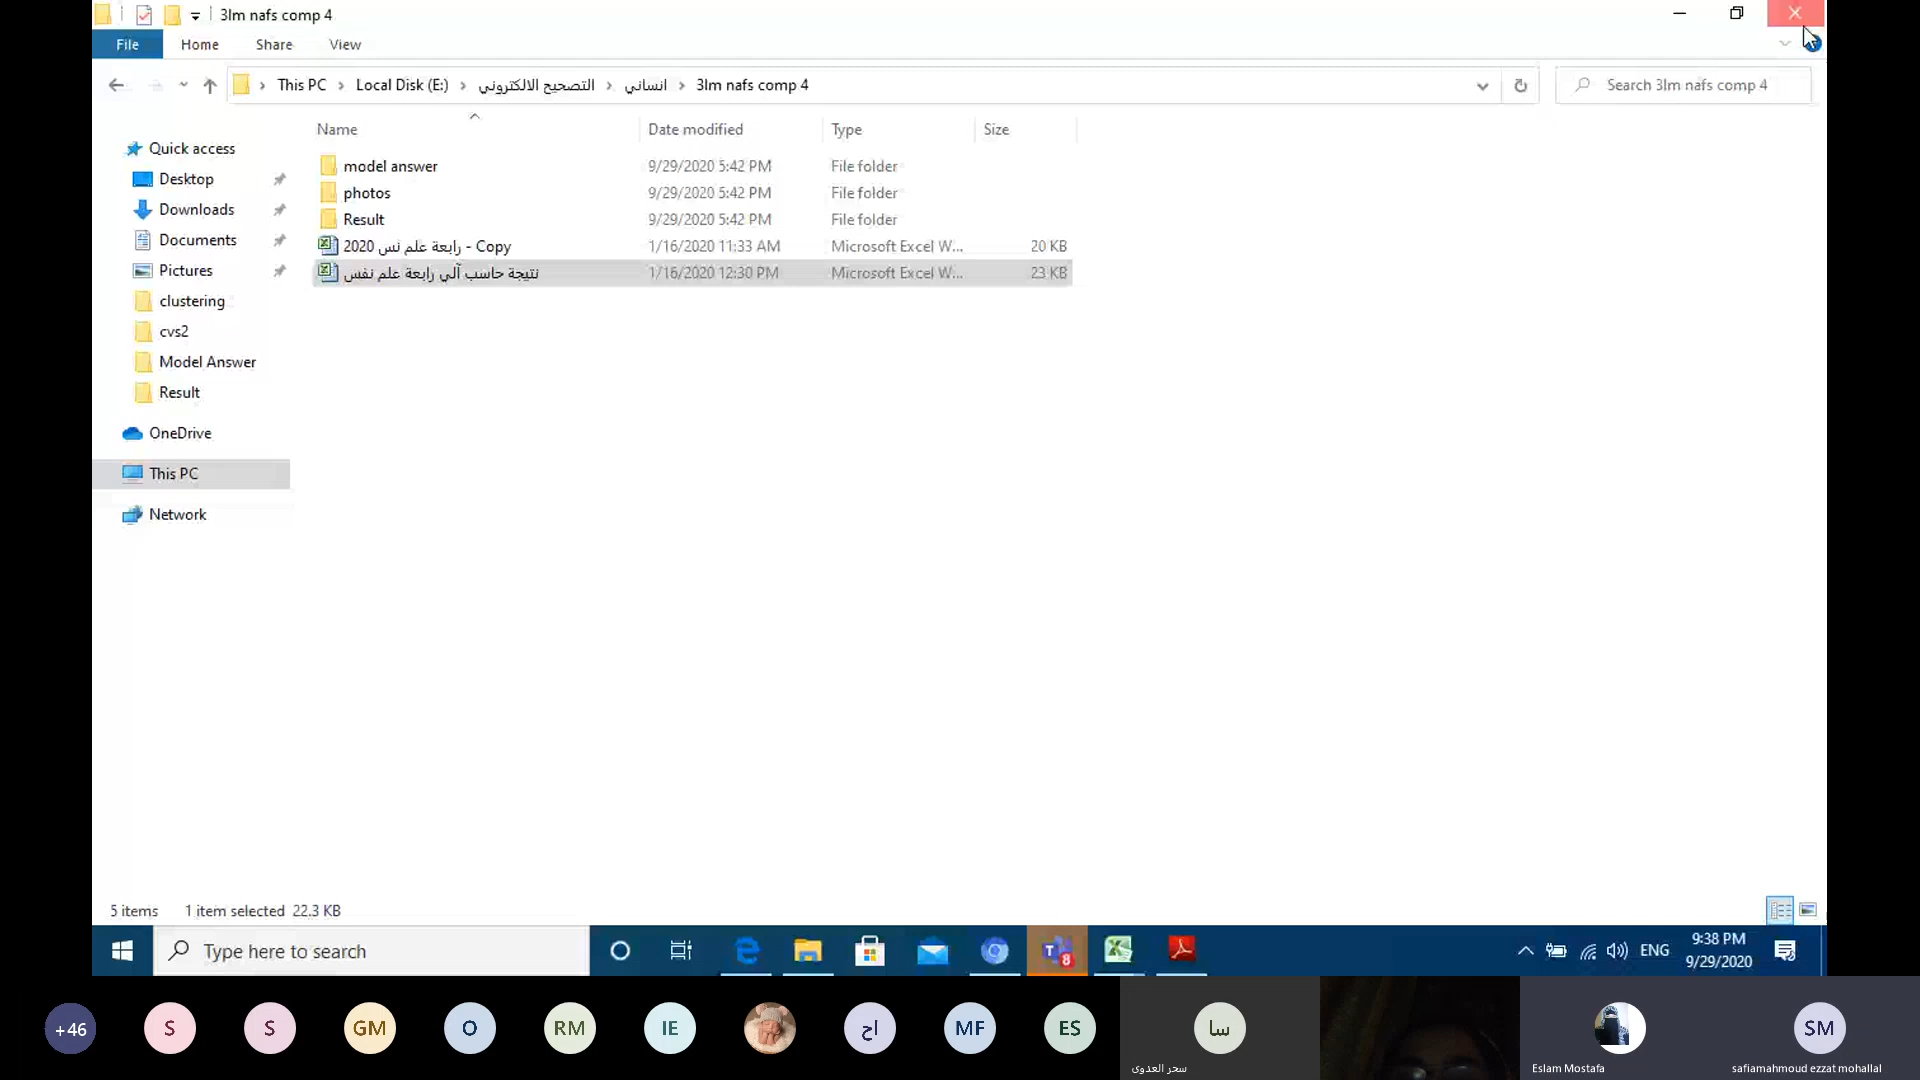 3lm nafs comp 4
File Home Share View
This PC Local Disk (E:) التصحيح الالكتروني انساني 3lm nafs comp 4
Search 3lm nafs comp 4
Name Date modified Type Size
Quick access
Desktop
Downloads
Documents
Pictures
clustering
cvs2
Model Answer
Result
OneDrive
This PC
Network
model answer 9/29/2020 5:42 PM File folder
photos 9/29/2020 5:42 PM File folder
Result 9/29/2020 5:42 PM File folder
رابعة علم نس 2020 - Copy 1/16/2020 11:33 AM Microsoft Excel W... 20 KB
نتيجة حاسب آلي رابعة علم نفس 1/16/2020 12:30 PM Microsoft Excel W... 23 KB
5 items 1 item selected 22.3 KB
Type here to search
8
ENG
9:38 PM
9/29/2020
+46 S S GM O RM IE اح MF ES سا SM
سحر العدوى
Eslam Mostafa
safiamahmoud ezzat mohallal